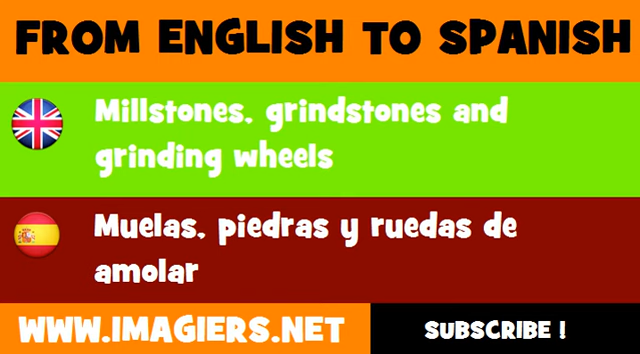 FROM ENGLISH TO SPANISH
Millstones, grindstones and
grinding wheels
Muelas, piedras y ruedas de
amolar
WWW.IMAGIERS.NET
SUBSCRIBE !